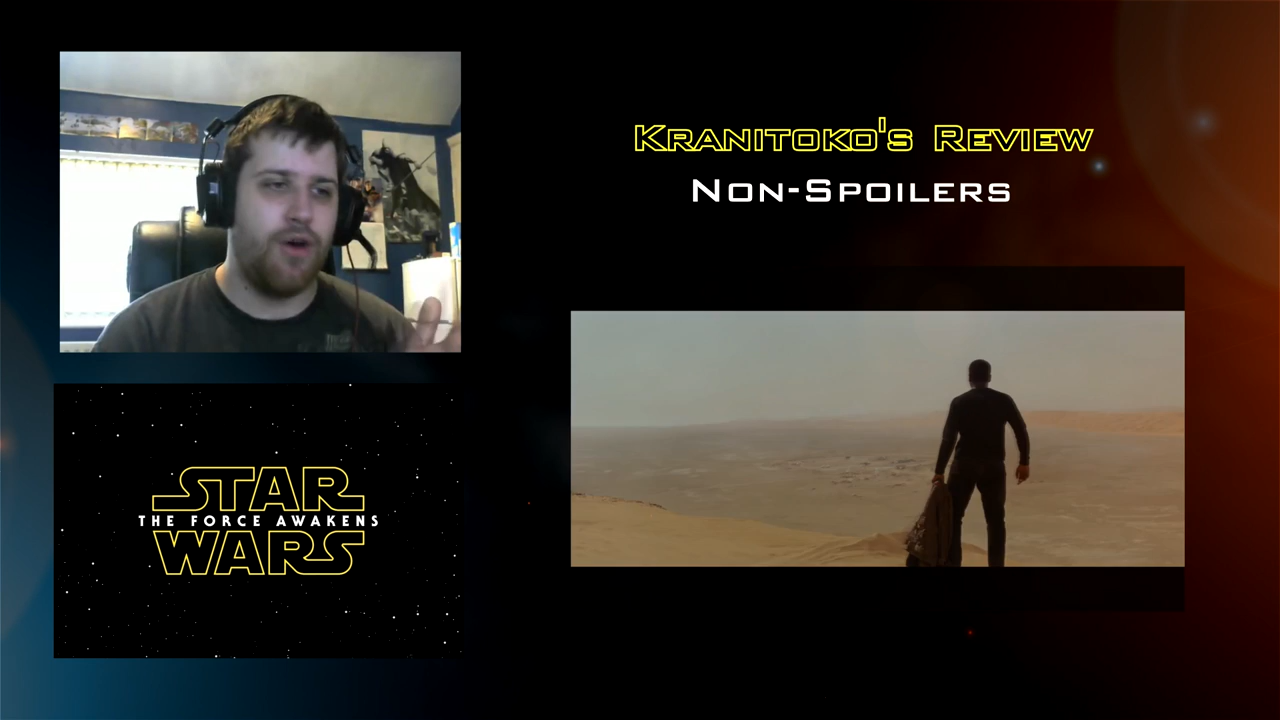 Kranitoko's Review
Non-Spoilers
STAR
THE FORCE AWAKENS
WARS